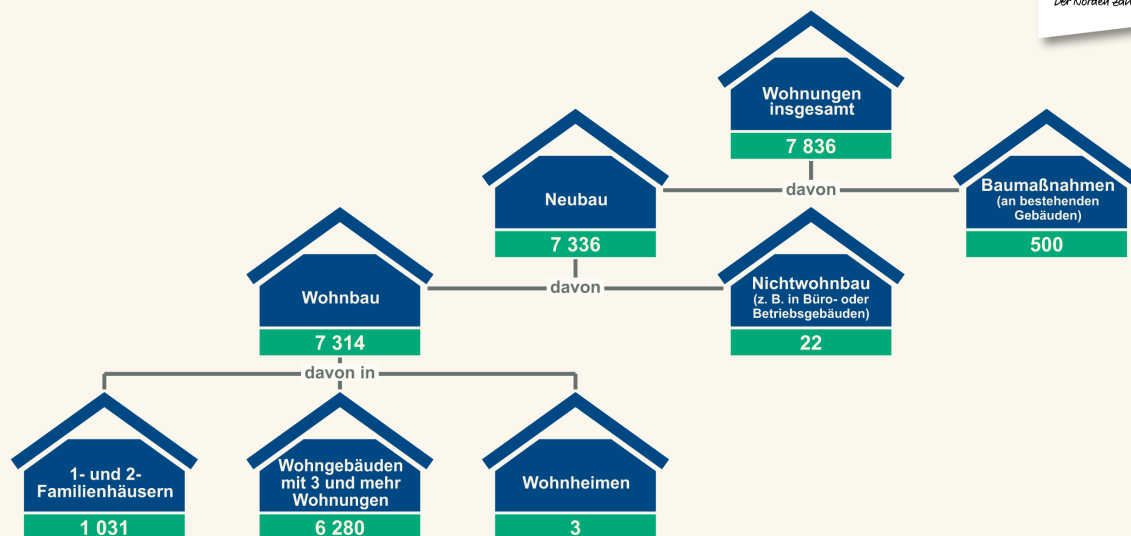 Der Norden
Wohnungen
insgesamt
7 836
davon
Neubau
7 336
Baumaßnahmen
(an bestehenden
Gebäuden)
500
davon
Wohnbau
7 314
Nichtwohnbau
(z. B. in Büro- oder
Betriebsgebäuden)
22
davon in
1- und 2-
Familienhäusern
1 031
Wohngebäuden
mit 3 und mehr
Wohnungen
6 280
Wohnheimen
3